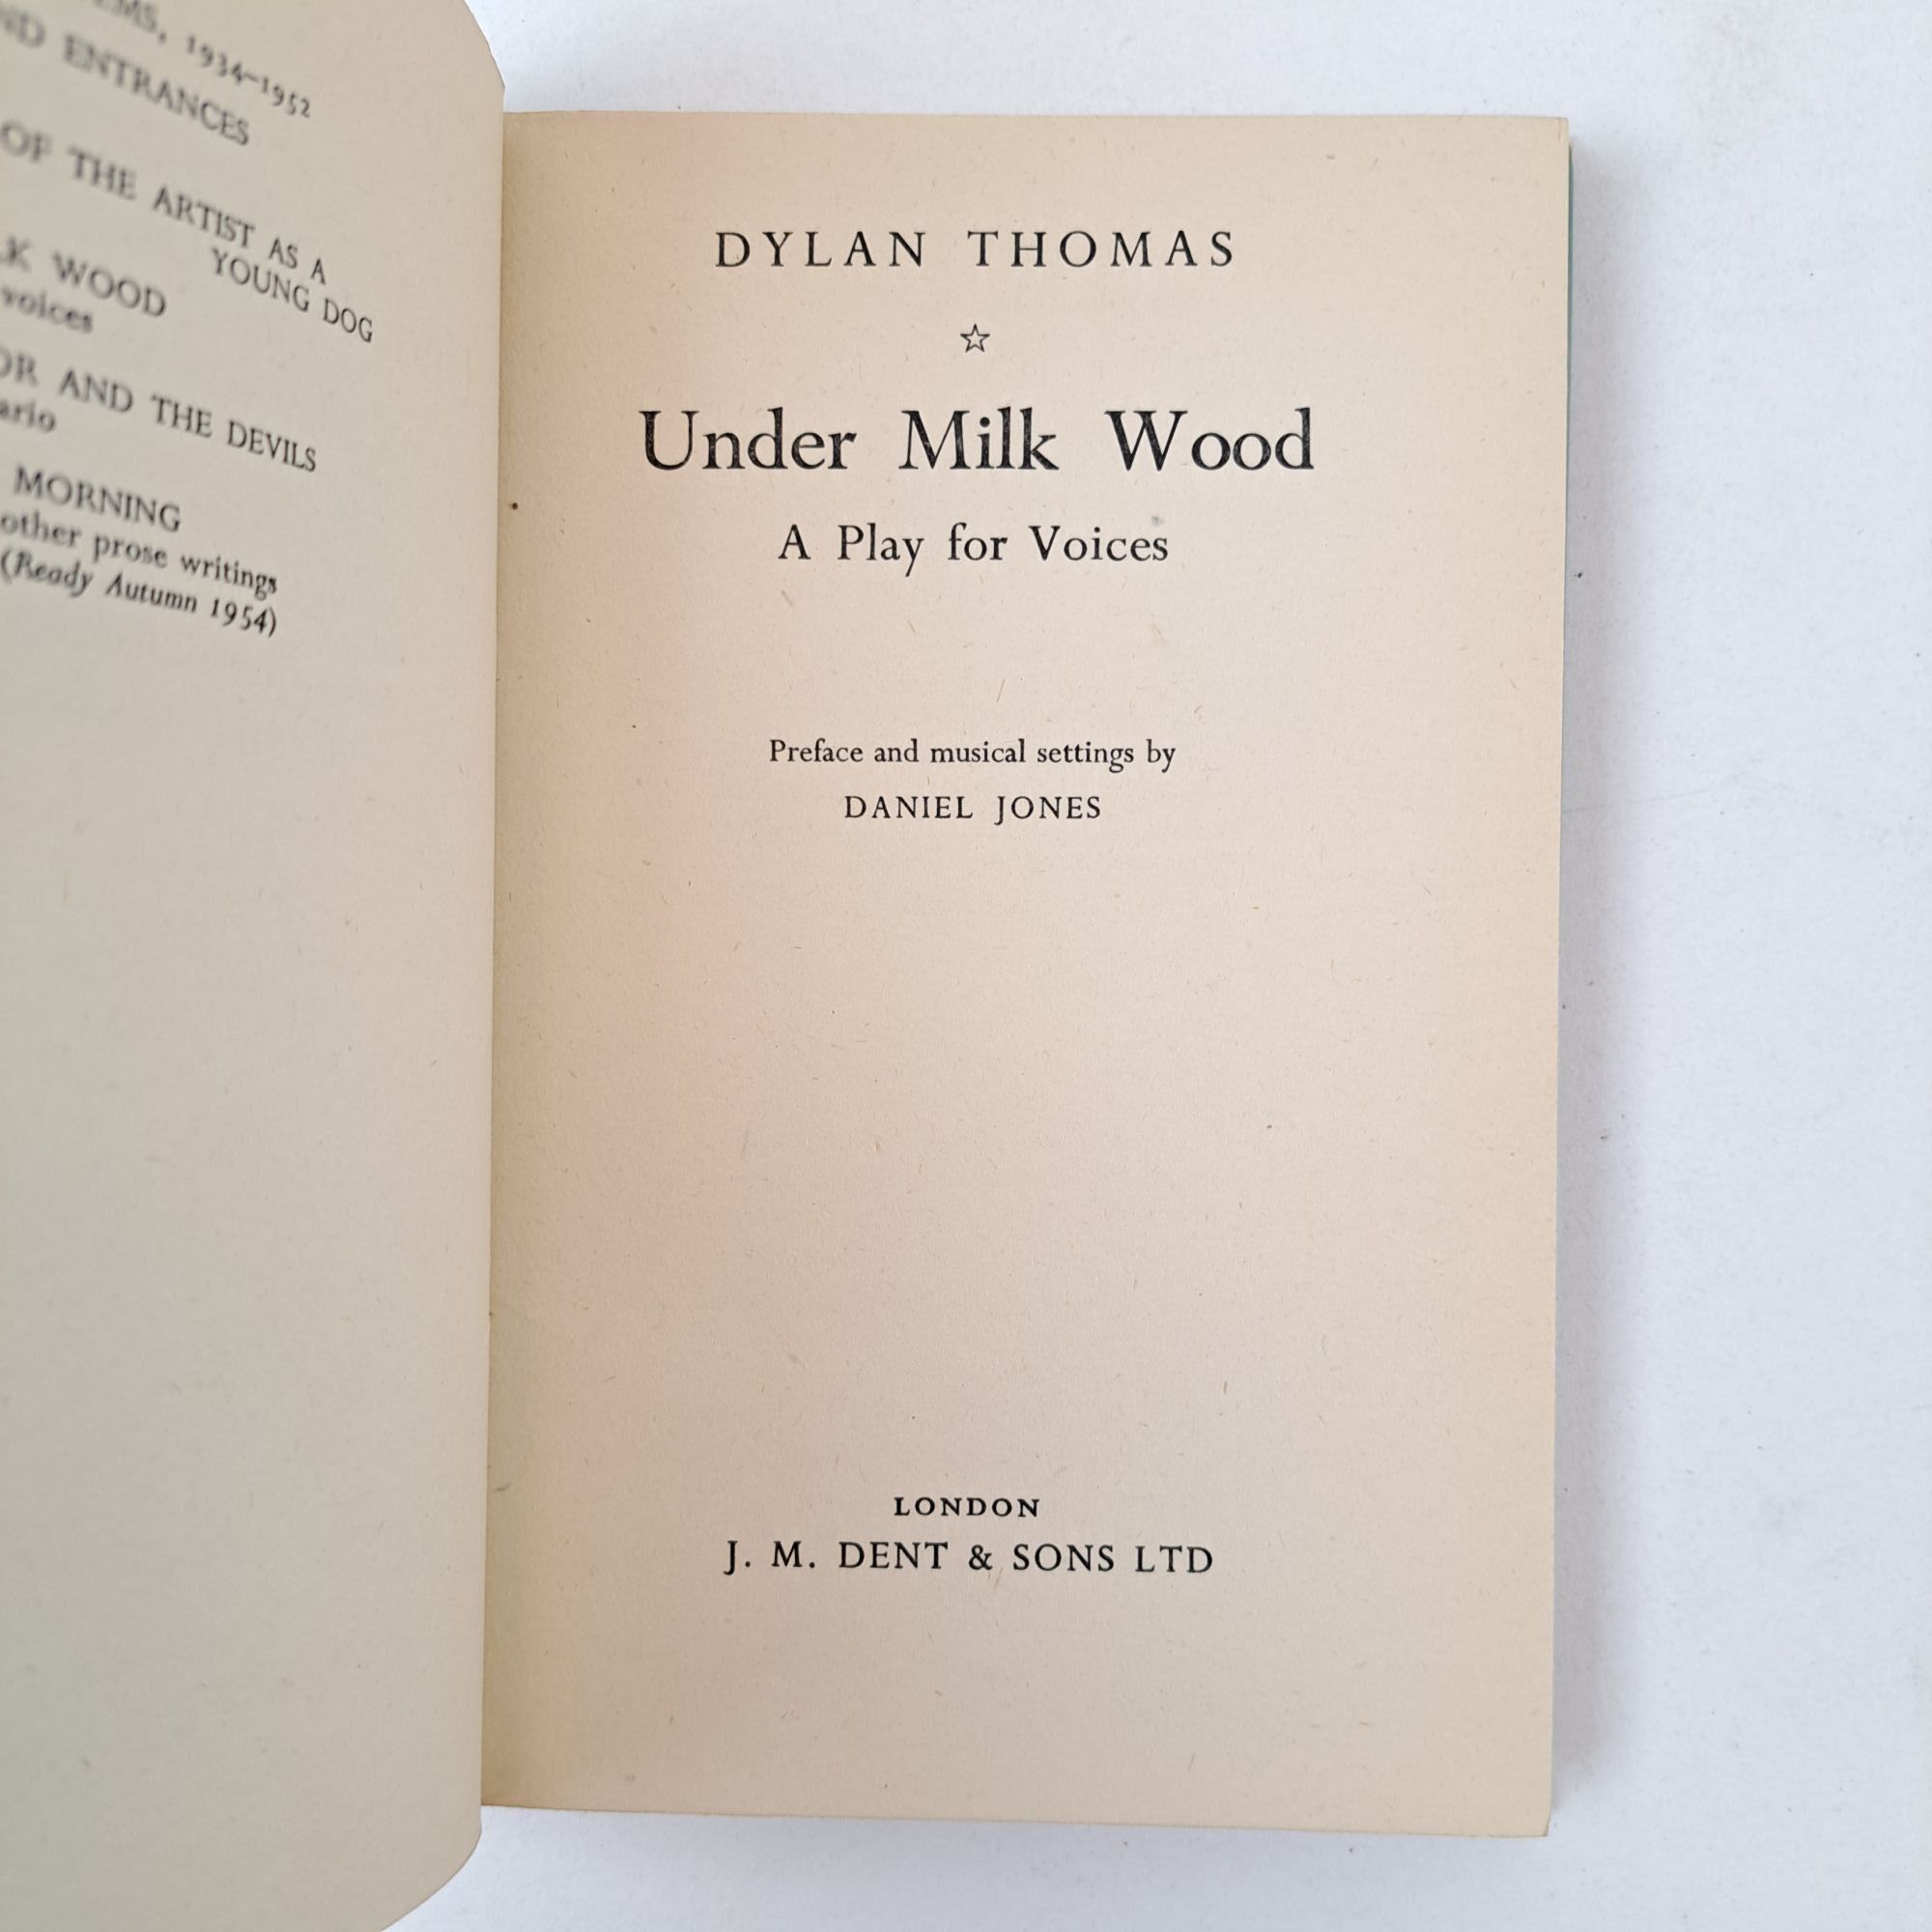 EMS, 1934–1952
ND ENTRANCES
OF THE ARTIST AS A
YOUNG DOG
K WOOD
voices
OR AND THE DEVILS
ario
MORNING
other prose writings
(Ready Autumn 1954)
DYLAN THOMAS
☆
Under Milk Wood
A Play for Voices
Preface and musical settings by
DANIEL JONES
LONDON
J. M. DENT & SONS LTD